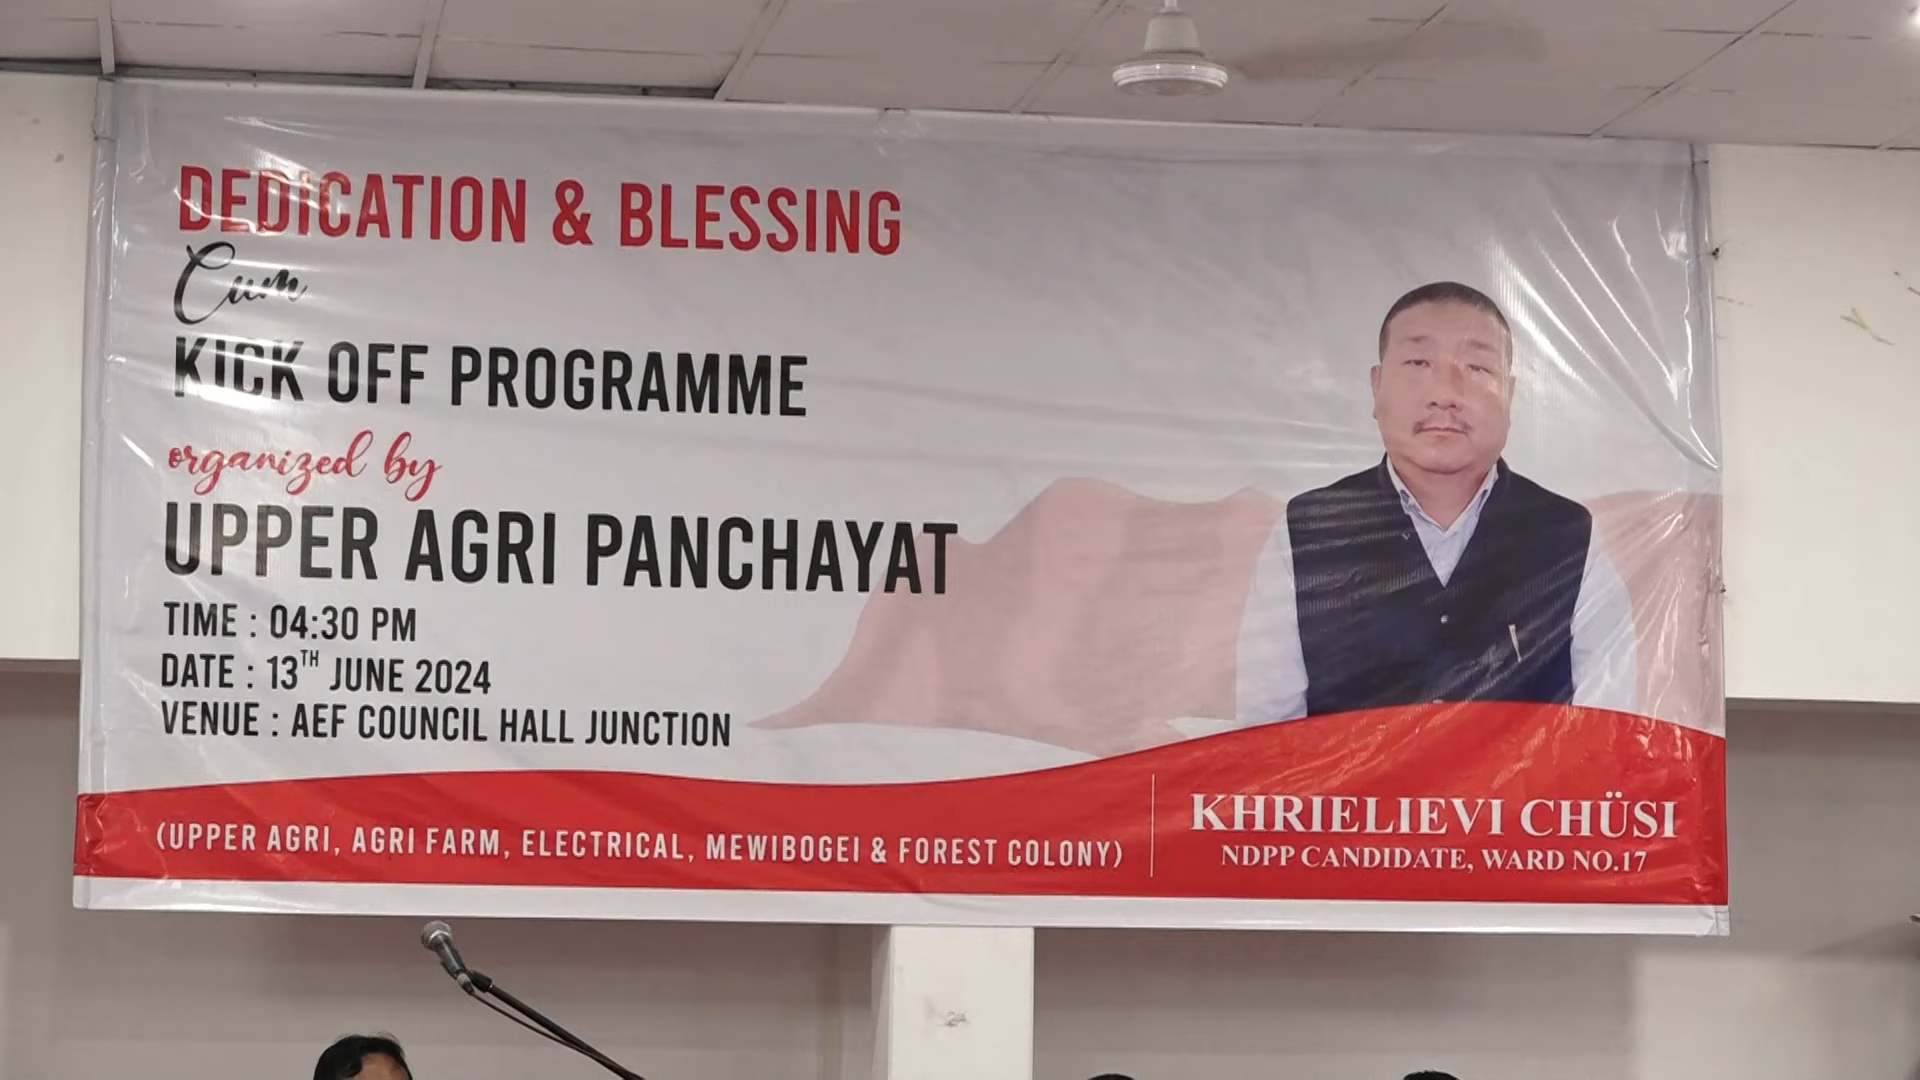 DEDICATION & BLESSING
Cum
KICK OFF PROGRAMME
organized by
UPPER AGRI PANCHAYAT
TIME : 04:30 PM
DATE : 13TH JUNE 2024
VENUE : AEF COUNCIL HALL JUNCTION
(UPPER AGRI, AGRI FARM, ELECTRICAL, MEWIBOGEI & FOREST COLONY)
KHRIELIEVI CHÜSI
NDPP CANDIDATE, WARD NO.17